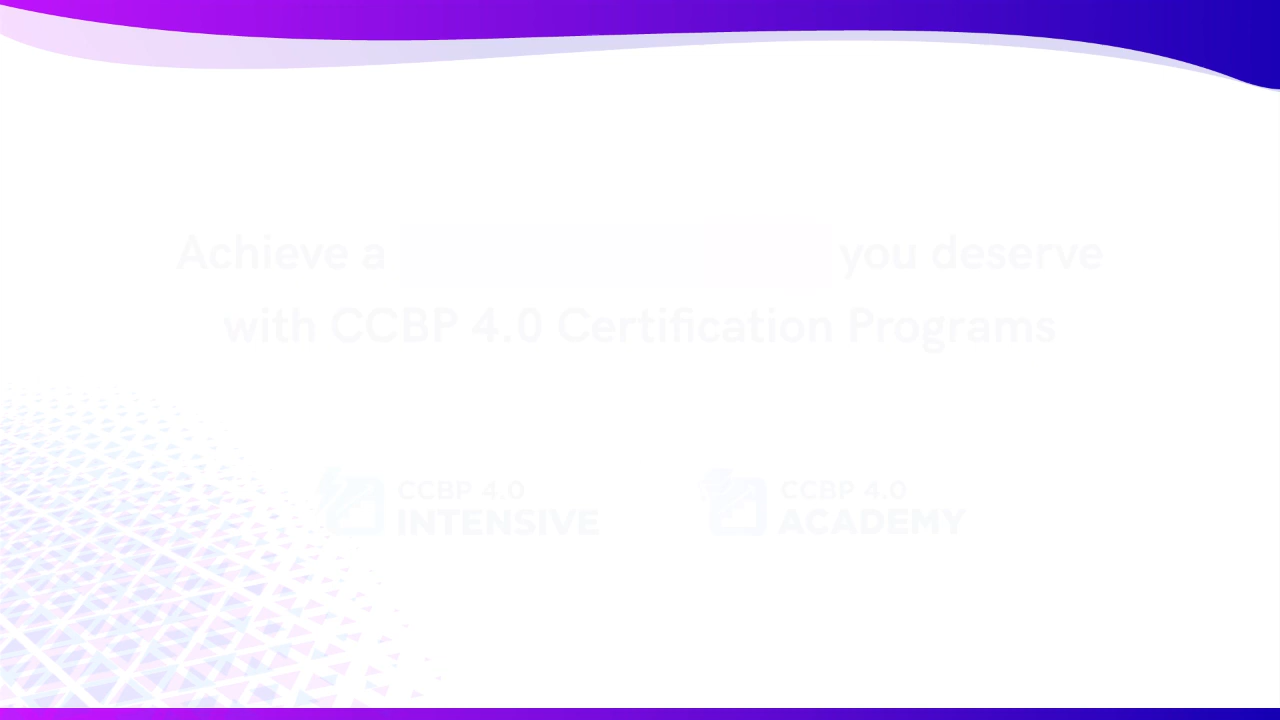 Achieve a you deserve
with CCBP 4.0 Certification Programs
CCBP 4.0
INTENSIVE
CCBP 4.0
ACADEMY